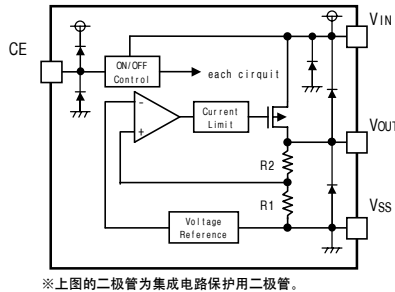 VIN
CE
ON/OFF
Control
each cirquit
-
+
Current
Limit
VOUT
R2
R1
Voltage
Reference
VSS
※上图的二极管为集成电路保护用二极管。